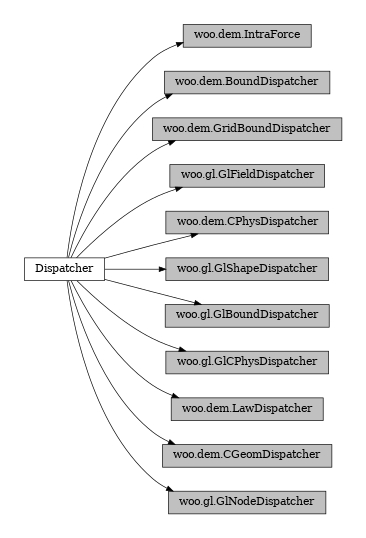 woo.dem.IntraForce
woo.dem.BoundDispatcher
woo.dem.GridBoundDispatcher
woo.gl.GlFieldDispatcher
woo.dem.CPhysDispatcher
Dispatcher
woo.gl.GlShapeDispatcher
woo.gl.GlBoundDispatcher
woo.gl.GlCPhysDispatcher
woo.dem.LawDispatcher
woo.dem.CGeomDispatcher
woo.gl.GlNodeDispatcher